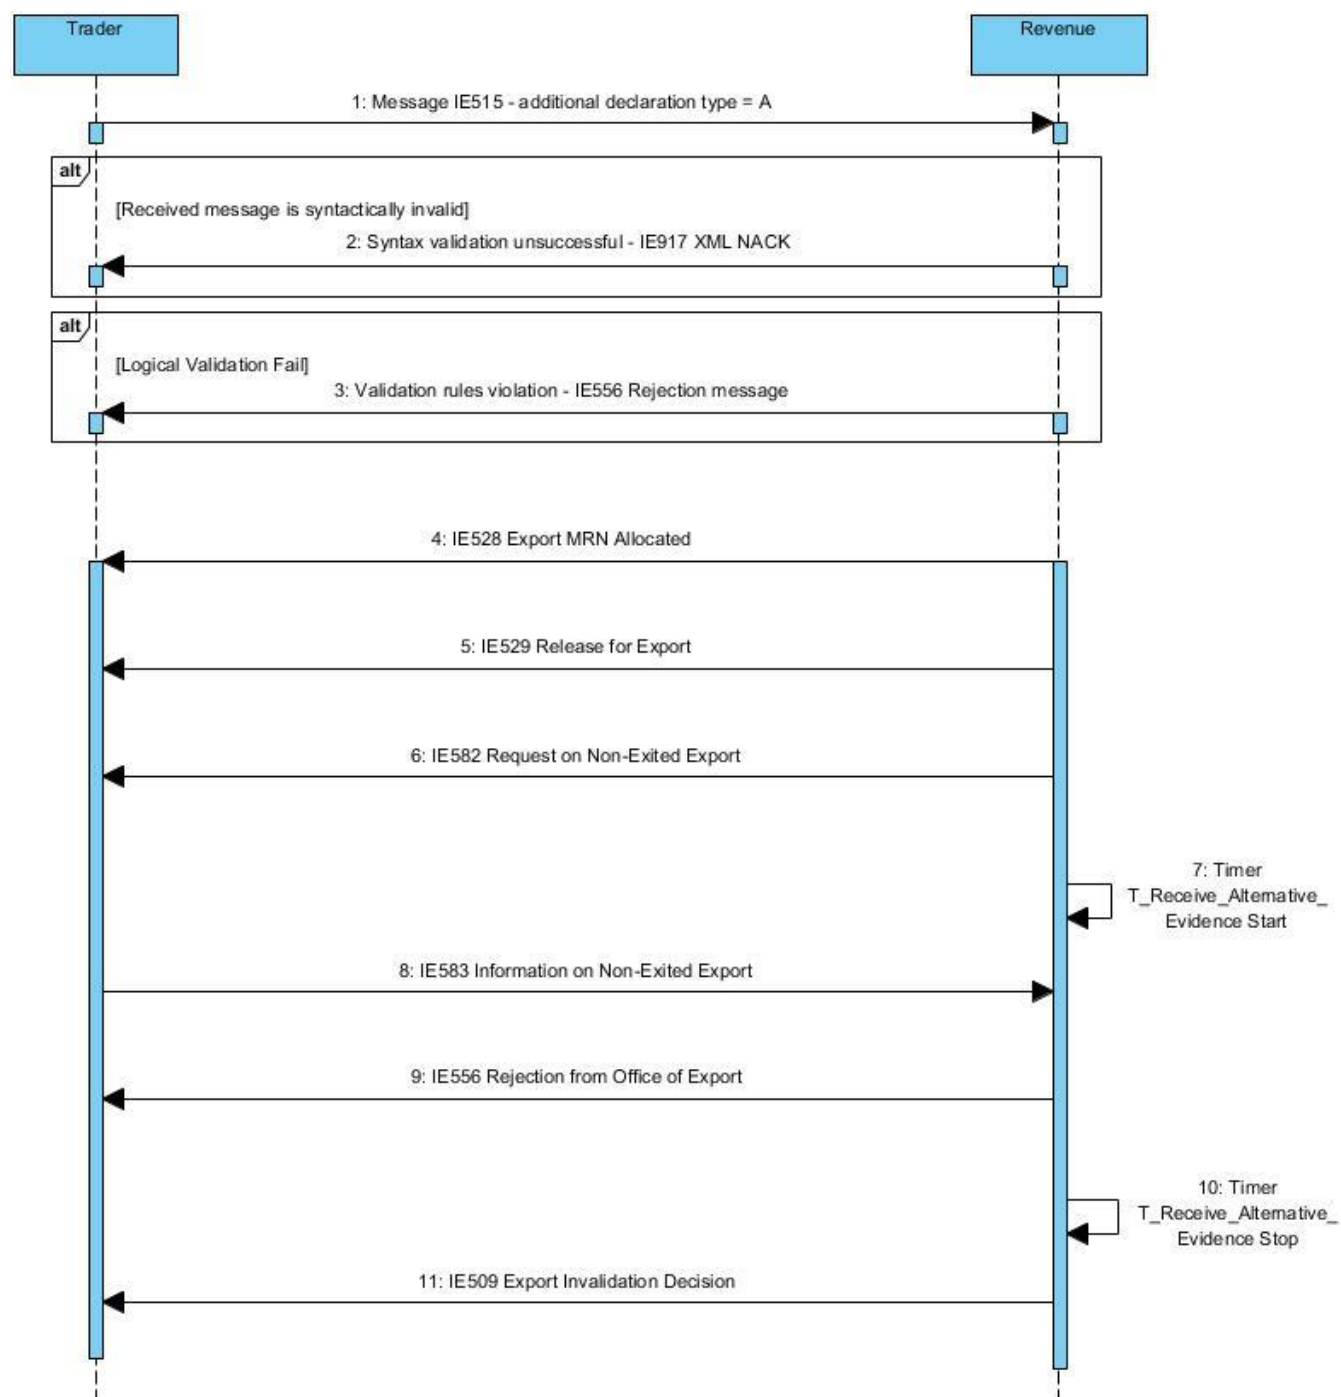 Trader
Revenue
1: Message IE515 - additional declaration type = A
alt
[Received message is syntactically invalid]
2: Syntax validation unsuccessful - IE917 XML NACK
alt
[Logical Validation Fail]
3: Validation rules violation - IE556 Rejection message
4: IE528 Export MRN Allocated
5: IE529 Release for Export
6: IE582 Request on Non-Exited Export
7: Timer
T_Receive_Alternative_
Evidence Start
8: IE583 Information on Non-Exited Export
9: IE556 Rejection from Office of Export
10: Timer
T_Receive_Alternative_
Evidence Stop
11: IE509 Export Invalidation Decision